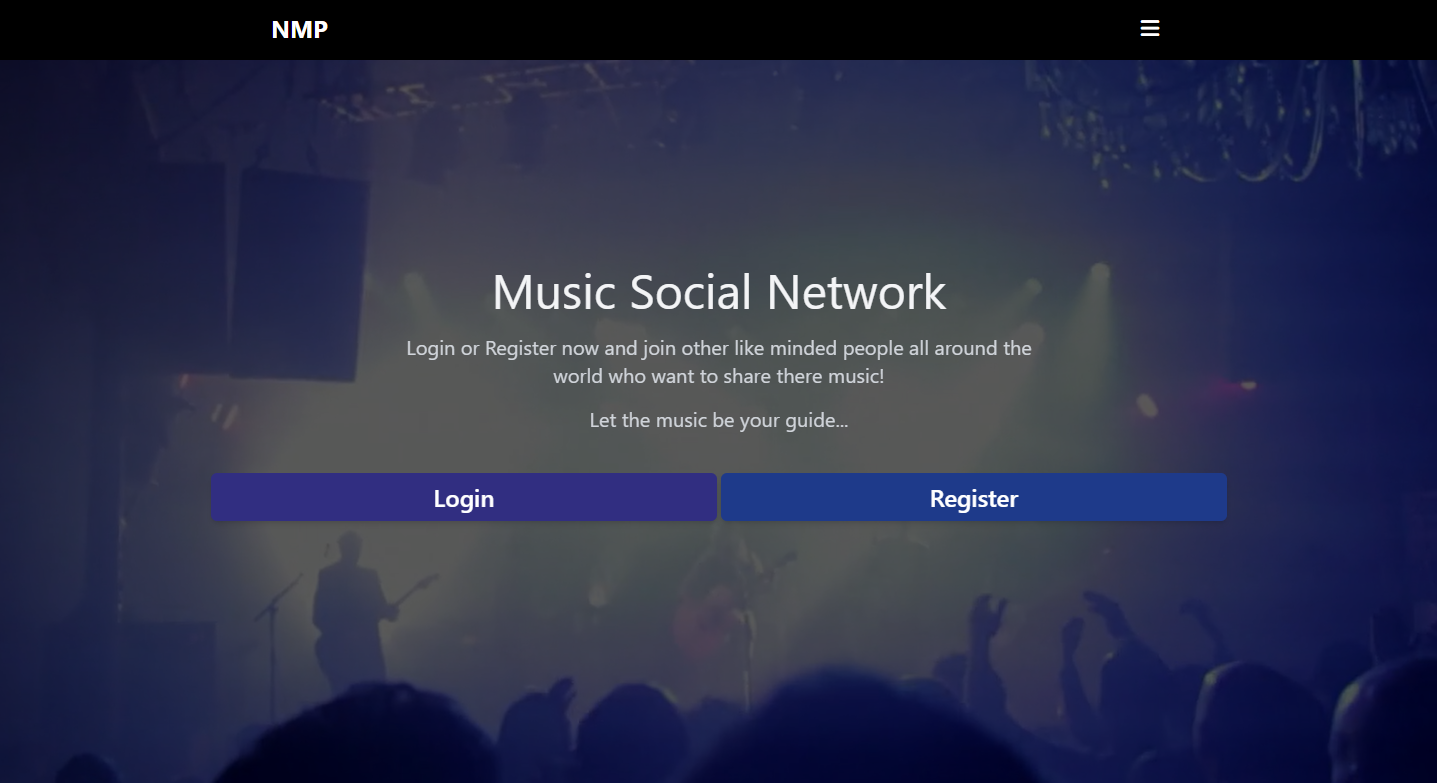 NMP
Music Social Network
Login or Register now and join other like minded people all around the
world who want to share there music!
Let the music be your guide...
Login
Register